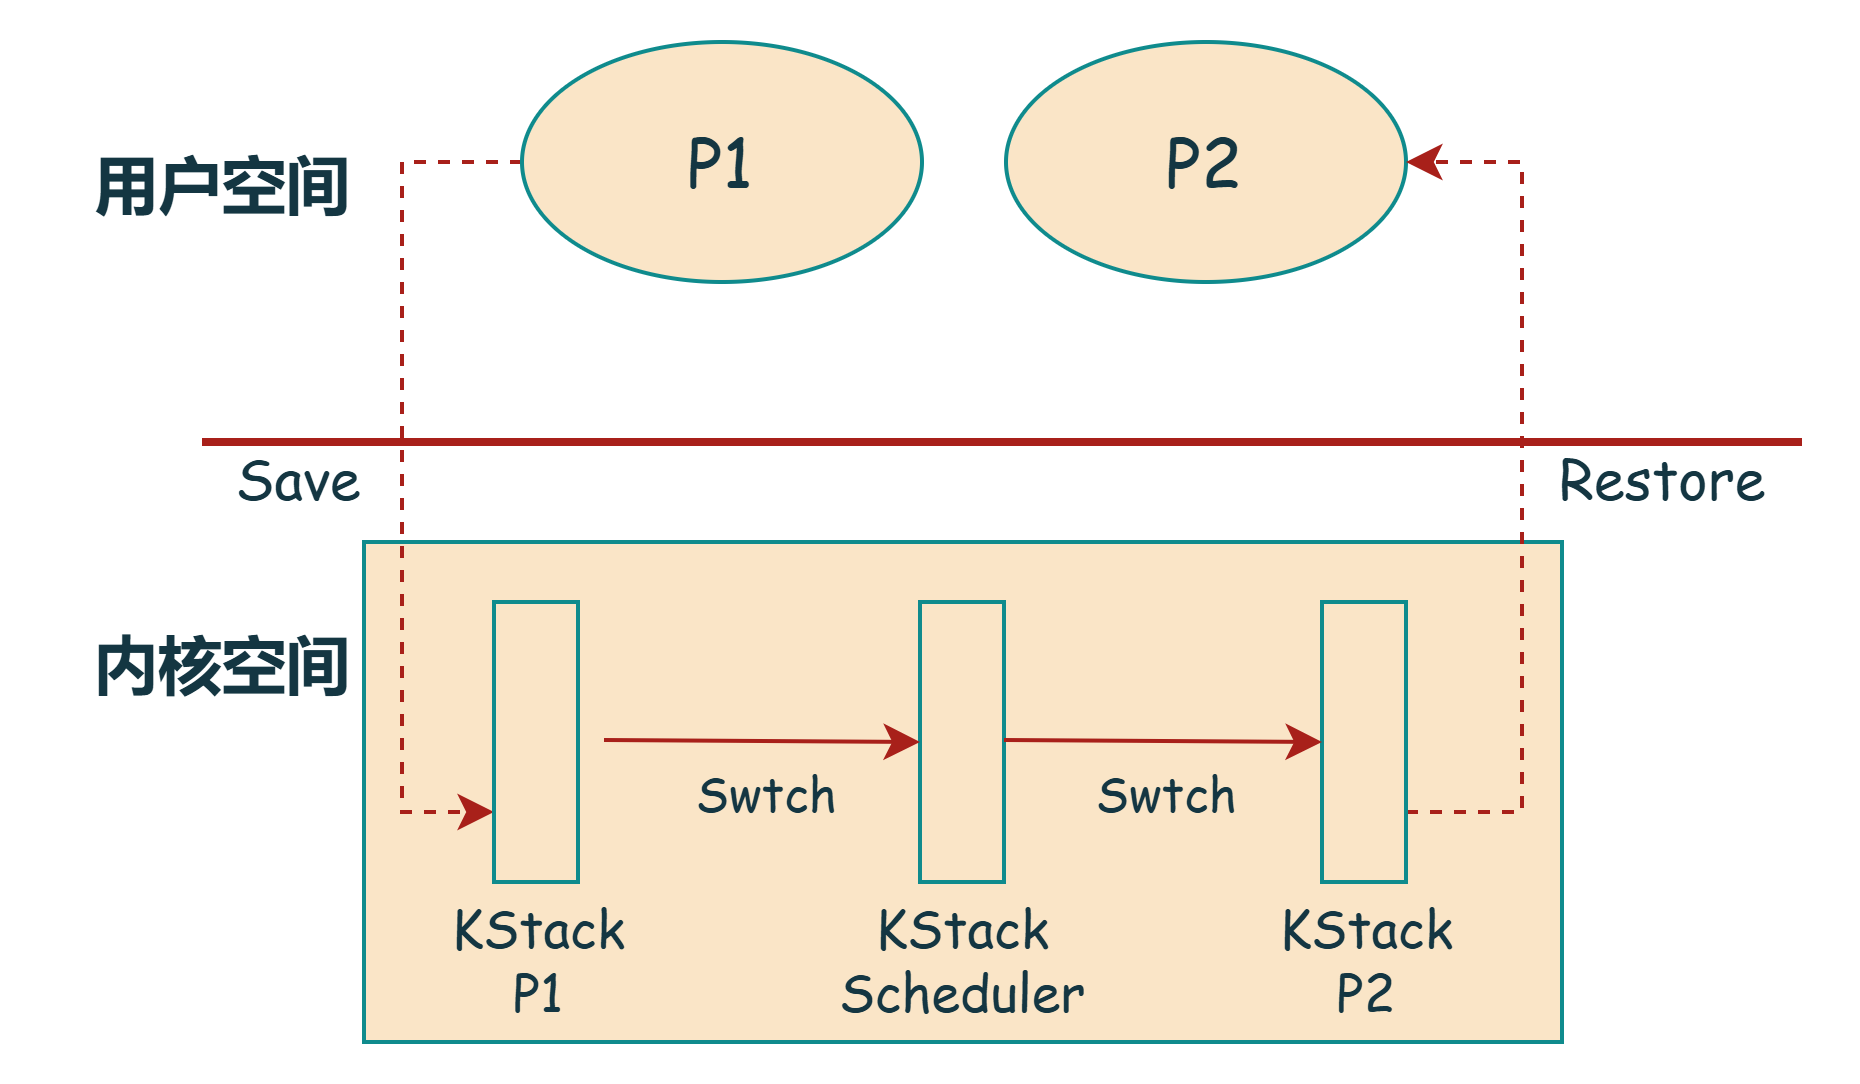 P1
P2
用户空间
Save
Restore
内核空间
Swtch
Swtch
KStack
P1
KStack
Scheduler
KStack
P2